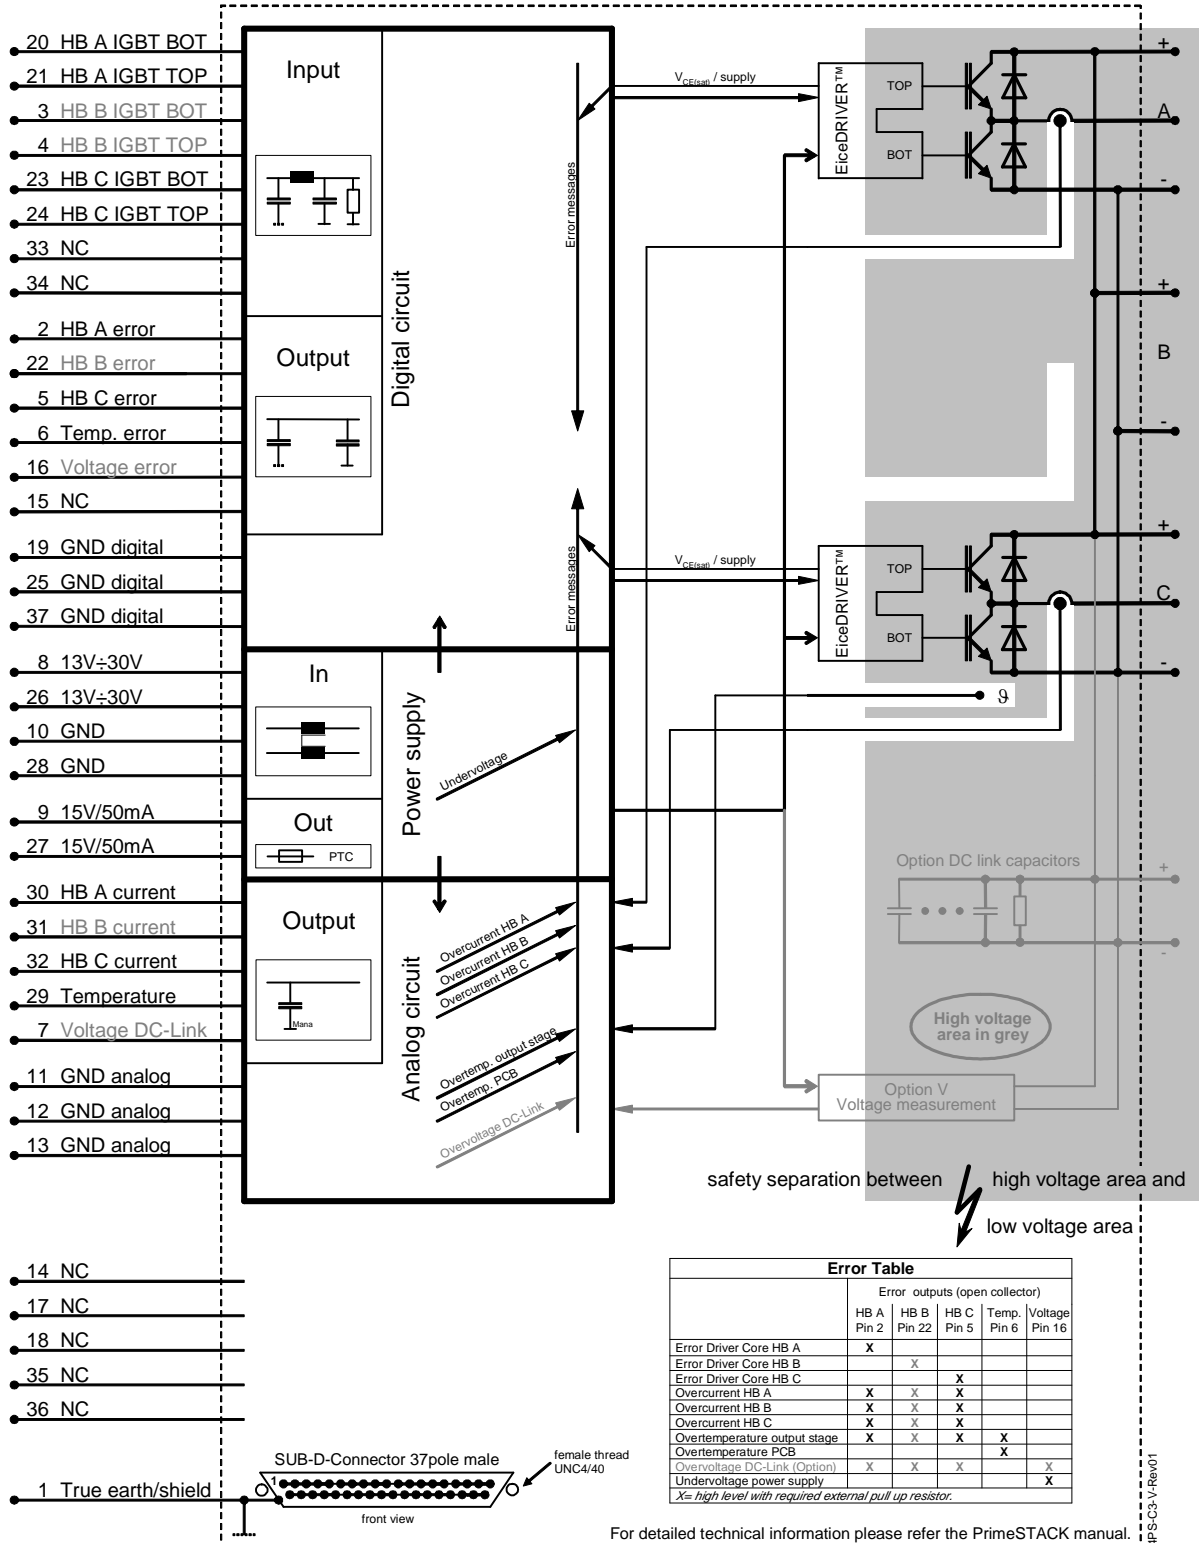 20 HB A IGBT BOT
21 HB A IGBT TOP
3 HB B IGBT BOT
4 HB B IGBT TOP
23 HB C IGBT BOT
24 HB C IGBT TOP
33 NC
34 NC
2 HB A error
22 HB B error
5 HB C error
6 Temp. error
16 Voltage error
15 NC
19 GND digital
25 GND digital
37 GND digital
8 13V÷30V
26 13V÷30V
10 GND
28 GND
9 15V/50mA
27 15V/50mA
30 HB A current
31 HB B current
32 HB C current
29 Temperature
7 Voltage DC-Link
11 GND analog
12 GND analog
13 GND analog
14 NC
17 NC
18 NC
35 NC
36 NC
1 True earth/shield
Input
Output
Digital circuit
Error messages
Error messages
In
Out
PTC
Power supply
Undervoltage
Output
Mana
Analog circuit
Overcurrent HB A
Overcurrent HB B
Overcurrent HB C
Overtemp. output stage
Overtemp. PCB
Overvoltage DC-Link
VCE(sat) / supply
EiceDRIVER™
TOP
BOT
+
A
-
+
B
-
VCE(sat) / supply
EiceDRIVER™
TOP
BOT
+
C
-
ϑ
Option DC link capacitors
+
-
High voltage
area in grey
Option V
Voltage measurement
safety separation between high voltage area and
low voltage area
Error Table
Error outputs (open collector)
HB A HB B HB C Temp. Voltage
Pin 2 Pin 22 Pin 5 Pin 6 Pin 16
Error Driver Core HB A X
Error Driver Core HB B X
Error Driver Core HB C X
Overcurrent HB A X X X
Overcurrent HB B X X X
Overcurrent HB C X X X
Overtemperature output stage X X X X
Overtemperature PCB X
Overvoltage DC-Link (Option) X X X X
Undervoltage power supply X
X= high level with required external pull up resistor.
SUB-D-Connector 37pole male
1
female thread
UNC4/40
front view
For detailed technical information please refer the PrimeSTACK manual.
4PS-C3-V-Rev01